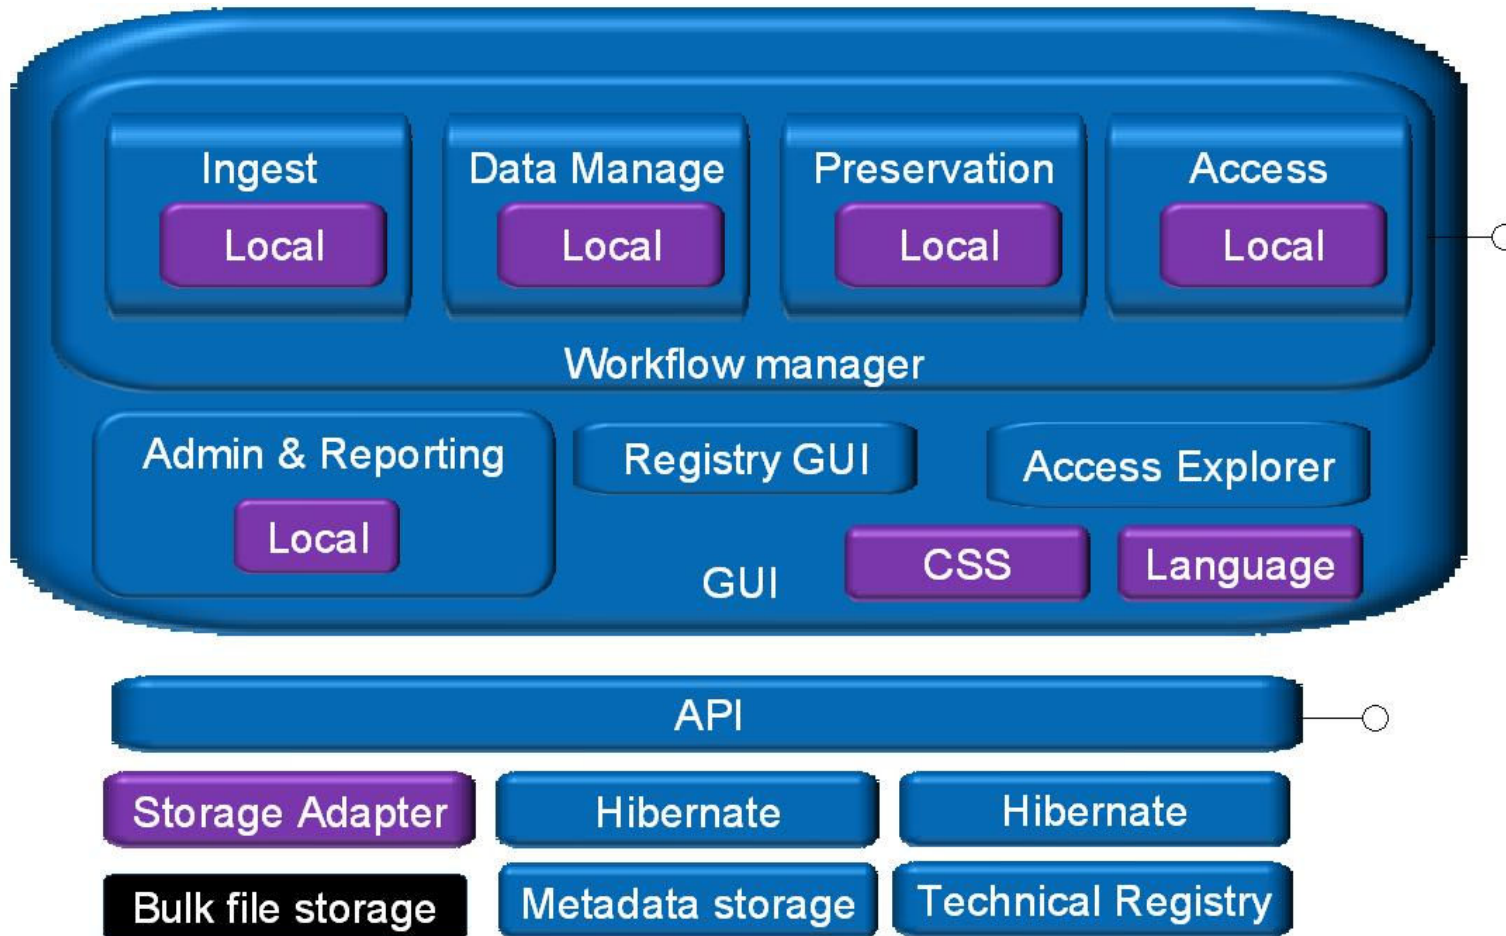 Ingest
Data Manage
Preservation
Access
Local
Local
Local
Local
Workflow manager
Admin & Reporting
Registry GUI
Access Explorer
Local
GUI
CSS
Language
API
Storage Adapter
Hibernate
Hibernate
Bulk file storage
Metadata storage
Technical Registry